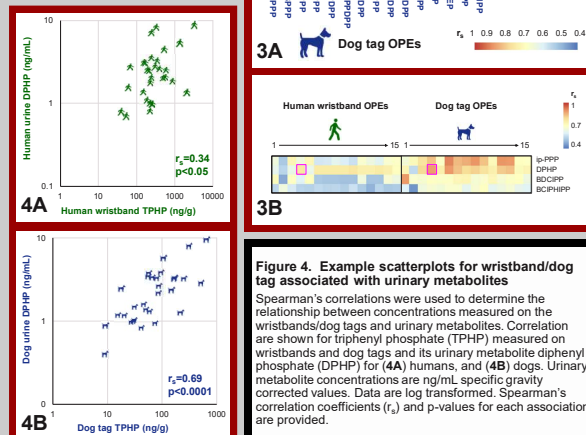 Human urine DPHP (ng/mL)
10
1
0.1
1
10
100
1000
10000
rs=0.34
p<0.05
4A
Human wristband TPHP (ng/g)
Dog urine DPHP (ng/mL)
10
1
0
1
10
100
1000
rs=0.69
p<0.0001
4B
Dog tag TPHP (ng/g)
3A
Dog tag OPEs
rs
1 0.9 0.8 0.7 0.6 0.5 0.4
Human wristband OPEs
Dog tag OPEs
1
15
1
15
rs
1
0.7
0.4
ip-PPP
DPHP
BDCIPP
BCIPHIPP
3B
Figure 4. Example scatterplots for wristband/dog
tag associated with urinary metabolites
Spearman’s correlations were used to determine the
relationship between concentrations measured on the
wristbands/dog tags and urinary metabolites. Correlation
are shown for triphenyl phosphate (TPHP) measured on
wristbands and dog tags and its urinary metabolite diphenyl
phosphate (DPHP) for (4A) humans, and (4B) dogs. Urinary
metabolite concentrations are ng/mL specific gravity
corrected values. Data are log transformed. Spearman’s
correlation coefficients (rs) and p-values for each association
are provided.